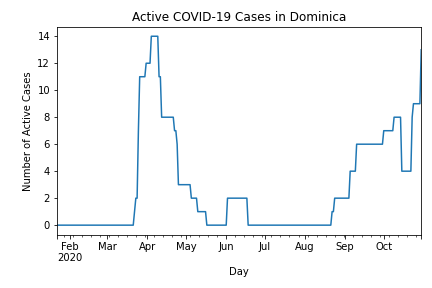 Active COVID-19 Cases in Dominica
Number of Active Cases
14
12
10
8
6
4
2
0
Feb Mar Apr May Jun Jul Aug Sep Oct
2020
Day